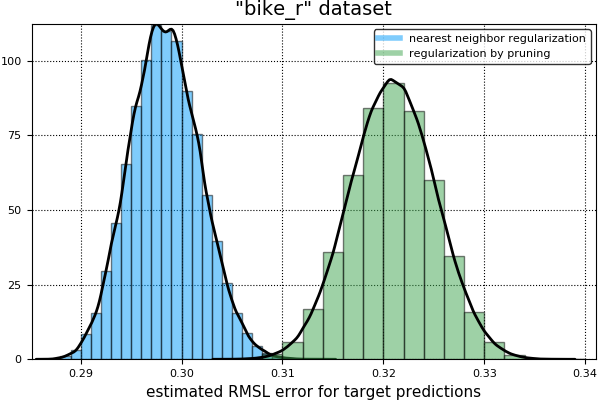 "bike_r" dataset
nearest neighbor regularization
regularization by pruning
100
75
50
25
0
0.29
0.30
0.31
0.32
0.33
0.34
estimated RMSL error for target predictions